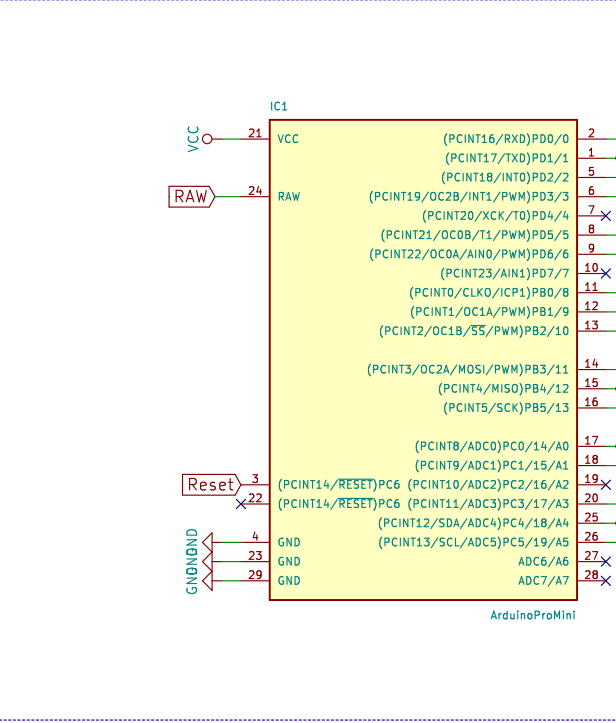 IC1
VCC 21 VCC (PCINT16/RXD)PD0/0 2
(PCINT17/TXD)PD1/1 1
(PCINT18/INT0)PD2/2 5
RAW 24 RAW (PCINT19/OC2B/INT1/PWM)PD3/3 6
(PCINT20/XCK/T0)PD4/4 7
(PCINT21/OC0B/T1/PWM)PD5/5 8
(PCINT22/OC0A/AIN0/PWM)PD6/6 9
(PCINT23/AIN1)PD7/7 10
(PCINT0/CLKO/ICP1)PB0/8 11
(PCINT1/OC1A/PWM)PB1/9 12
(PCINT2/OC1B/SS/PWM)PB2/10 13
(PCINT3/OC2A/MOSI/PWM)PB3/11 14
(PCINT4/MISO)PB4/12 15
(PCINT5/SCK)PB5/13 16
(PCINT8/ADC0)PC0/14/A0 17
(PCINT9/ADC1)PC1/15/A1 18
Reset 3 (PCINT14/RESET)PC6 (PCINT10/ADC2)PC2/16/A2 19
22 (PCINT14/RESET)PC6 (PCINT11/ADC3)PC3/17/A3 20
(PCINT12/SDA/ADC4)PC4/18/A4 25
GND 4 GND (PCINT13/SCL/ADC5)PC5/19/A5 26
GND 23 GND ADC6/A6 27
GND 29 GND ADC7/A7 28
ArduinoProMini